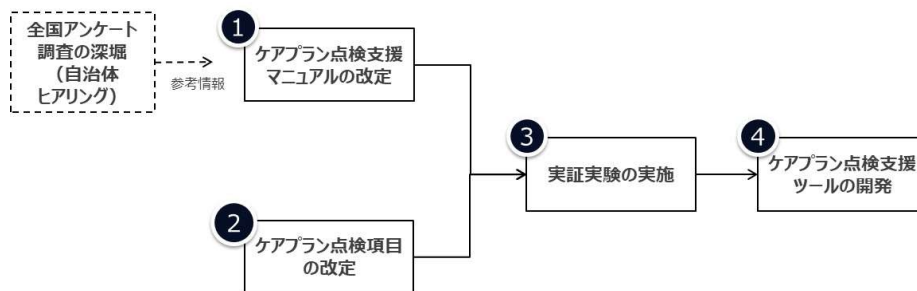 全国アンケート
調査の深堀
（自治体
ヒアリング）
参考情報
1
ケアプラン点検支援
マニュアルの改定
2
ケアプラン点検項目
の改定
3
実証実験の実施
4
ケアプラン点検支援
ツールの開発